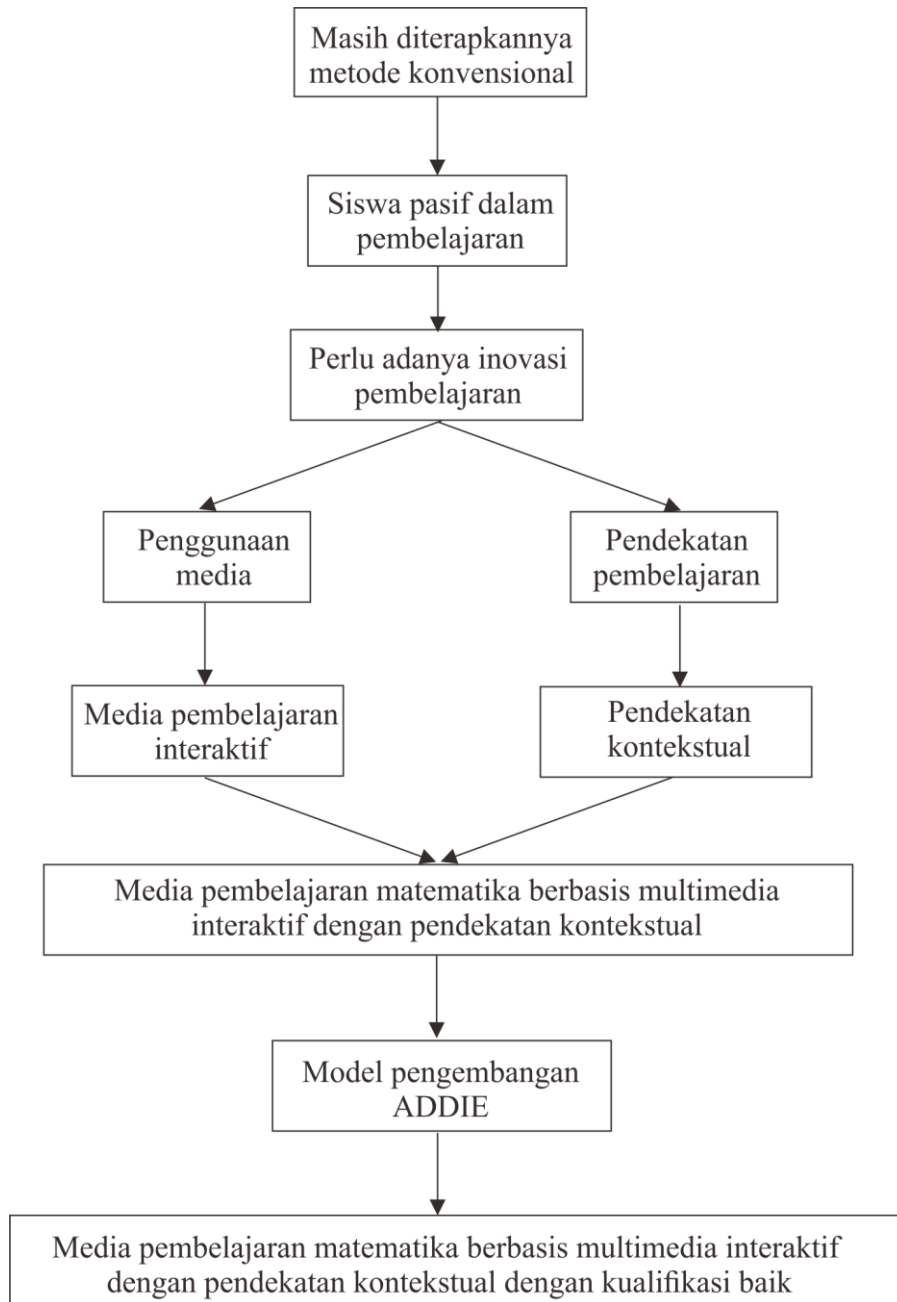 Masih diterapkannya
metode konvensional
Siswa pasif dalam
pembelajaran
Perlu adanya inovasi
pembelajaran
Penggunaan
media
Pendekatan
pembelajaran
Media pembelajaran
interaktif
Pendekatan
kontekstual
Media pembelajaran matematika berbasis multimedia
interaktif dengan pendekatan kontekstual
Model pengembangan
ADDIE
Media pembelajaran matematika berbasis multimedia interaktif
dengan pendekatan kontekstual dengan kualifikasi baik